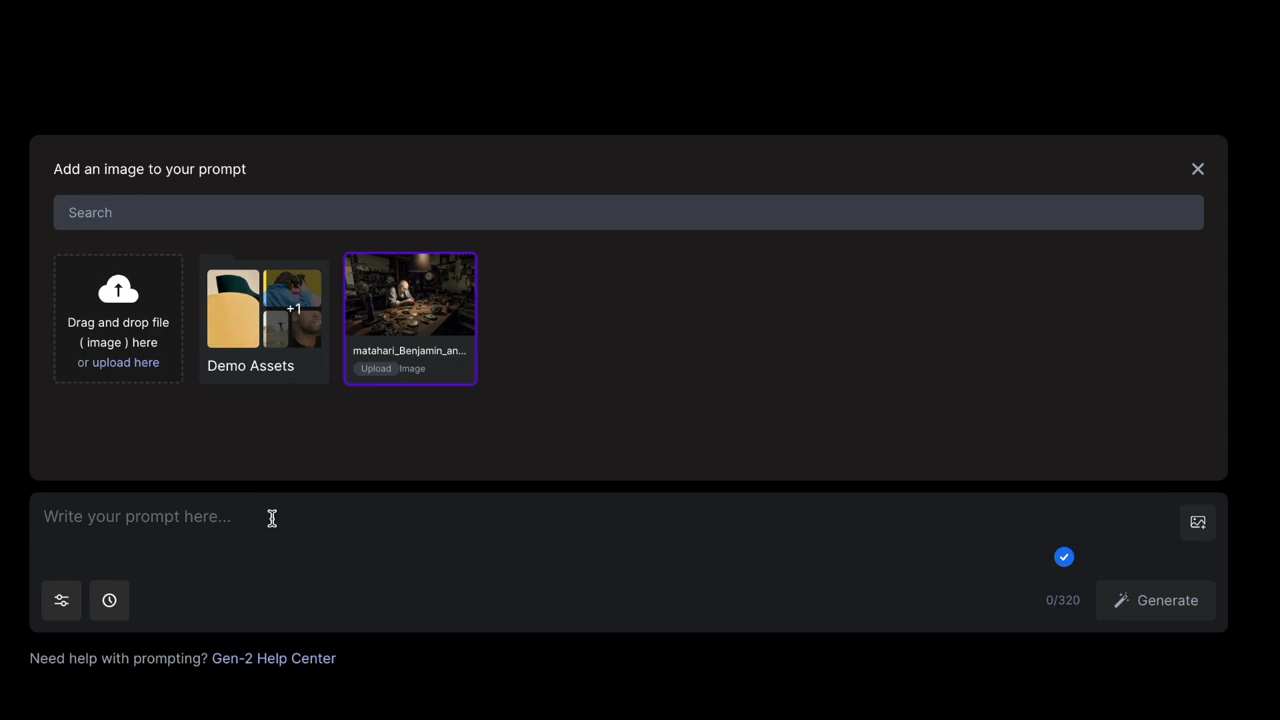 Add an image to your prompt
Search
Drag and drop file
( image ) here
or upload here
+1
Demo Assets
matahari_Benjamin_an...
Upload Image
Write your prompt here...
0/320
Generate
Need help with prompting? Gen-2 Help Center